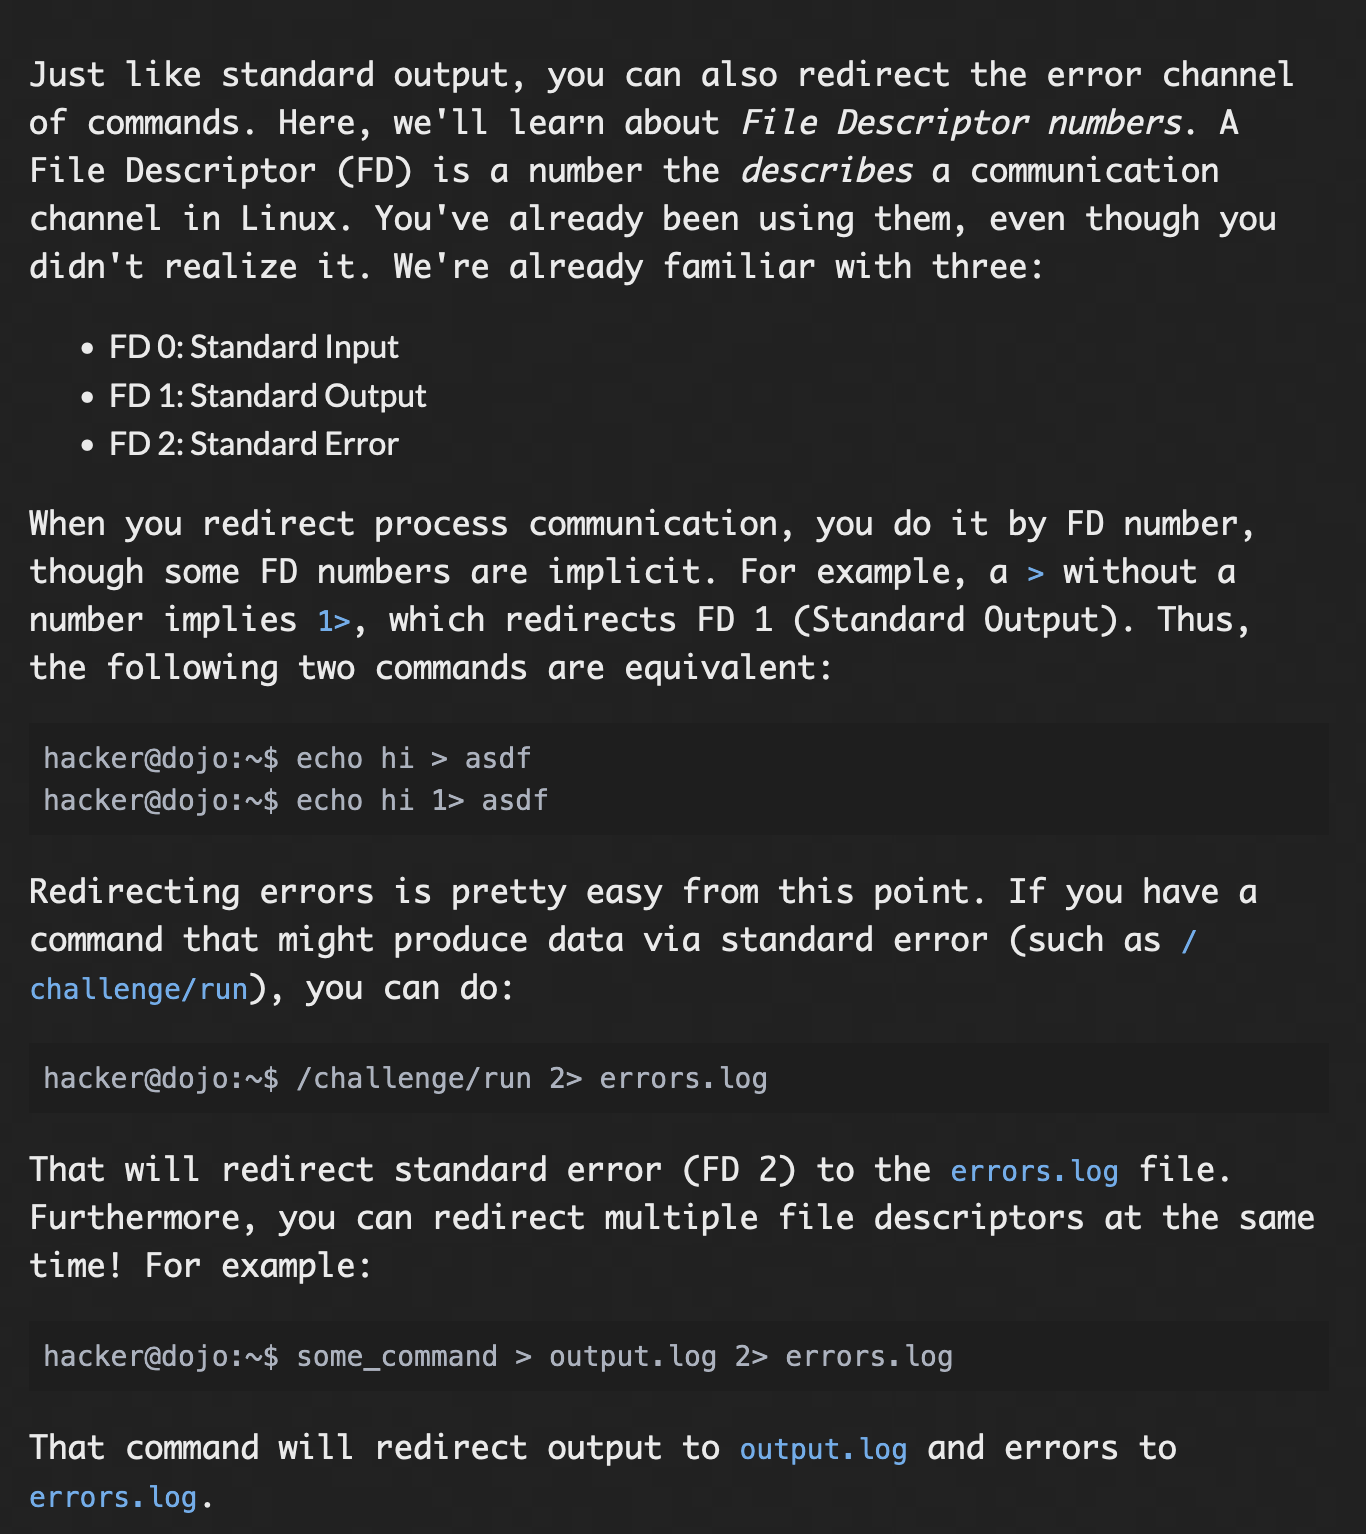 Just like standard output, you can also redirect the error channel
of commands. Here, we'll learn about File Descriptor numbers. A
File Descriptor (FD) is a number the describes a communication
channel in Linux. You've already been using them, even though you
didn't realize it. We're already familiar with three:
• FD 0: Standard Input
• FD 1: Standard Output
• FD 2: Standard Error
When you redirect process communication, you do it by FD number,
though some FD numbers are implicit. For example, a > without a
number implies 1>, which redirects FD 1 (Standard Output). Thus,
the following two commands are equivalent:
hacker@dojo:~$ echo hi > asdf
hacker@dojo:~$ echo hi 1> asdf
Redirecting errors is pretty easy from this point. If you have a
command that might produce data via standard error (such as /
challenge/run), you can do:
hacker@dojo:~$ /challenge/run 2> errors.log
That will redirect standard error (FD 2) to the errors.log file.
Furthermore, you can redirect multiple file descriptors at the same
time! For example:
hacker@dojo:~$ some_command > output.log 2> errors.log
That command will redirect output to output.log and errors to
errors.log.